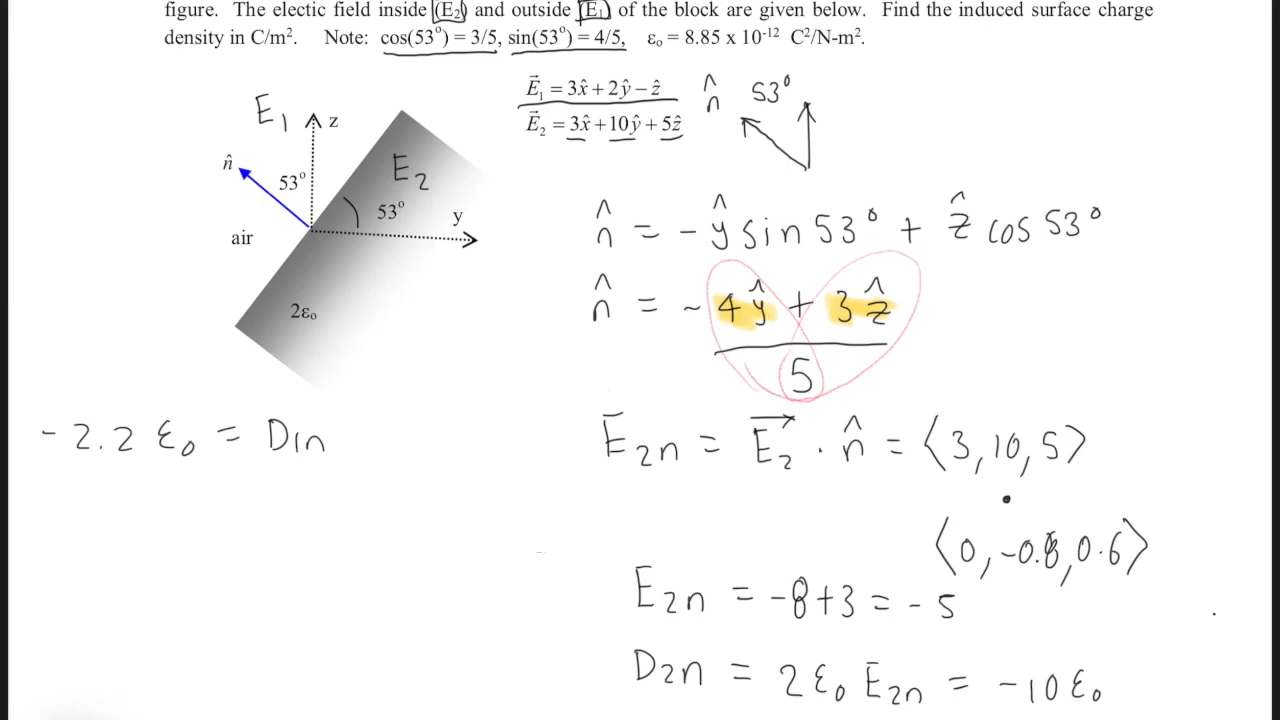 figure. The electic field inside (E₂) and outside (E₁) of the block are given below. Find the induced surface charge
density in C/m². Note: cos(53°) = 3/5, sin(53°) = 4/5, εₒ = 8.85 x 10⁻¹² C²/N-m².
E⃗₁ = 3x̂ + 2ŷ − ẑ
E⃗₂ = 3x̂ + 10ŷ + 5ẑ
n̂ 53°
E₁
z
n̂
53°
E₂
53°
y
air
2εₒ
n̂ = - ŷ sin 53° + ẑ cos 53°
n̂ = - 4ŷ + 3ẑ
5
-2.2 ε₀ = D1n
E2n = E⃗₂ · n̂ = ⟨3, 10, 5⟩
·
⟨0, -0.8, 0.6⟩
E2n = -8+3 = -5
D2n = 2ε₀ E2n = -10 ε₀